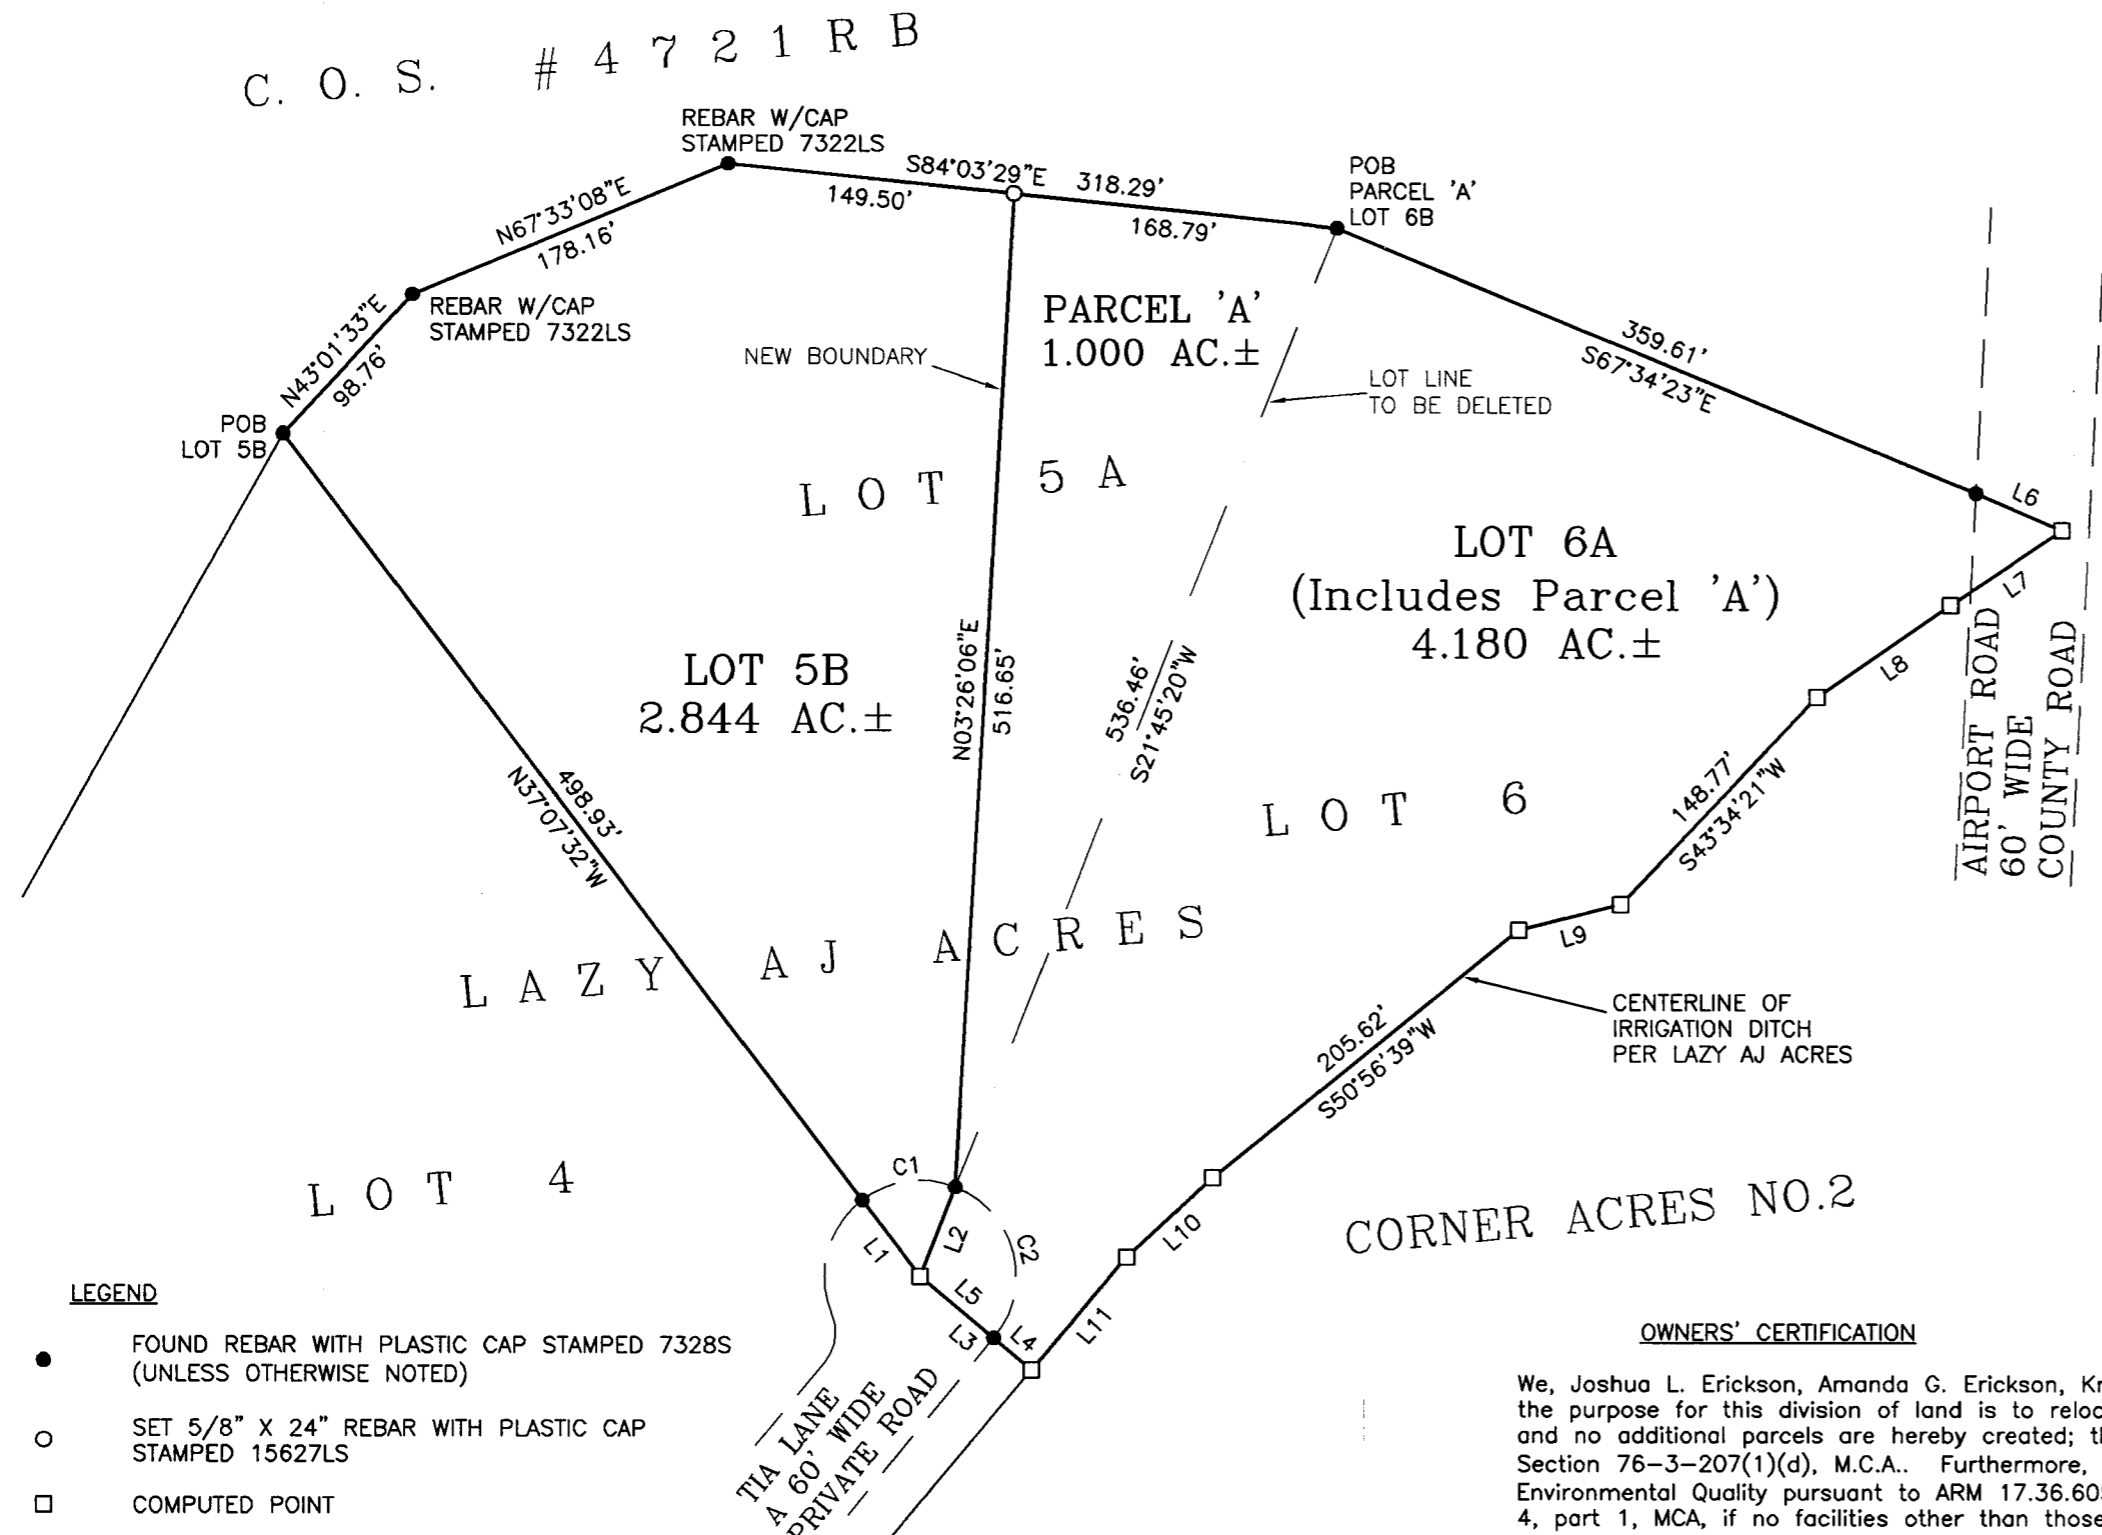 C. O. S. # 4 7 2 1 R B
REBAR W/CAP
STAMPED 7322LS
S84°03'29"E
318.29'
149.50'
168.79'
POB
PARCEL 'A'
LOT 6B
N67°33'08"E
178.16'
REBAR W/CAP
STAMPED 7322LS
N43°01'33"E
98.76'
POB
LOT 5B
PARCEL 'A'
1.000 AC.±
NEW BOUNDARY
LOT LINE
TO BE DELETED
359.61'
S67°34'23"E
LOT 5A
L6
LOT 6A
(Includes Parcel 'A')
4.180 AC.±
L7
L8
LOT 5B
2.844 AC.±
N03°26'06"E
516.65'
536.46'
S21°45'20"W
AIRPORT ROAD
60' WIDE
COUNTY ROAD
498.93'
N37°07'32"W
LOT 6
148.77'
S43°34'21"W
LAZY AJ ACRES
L9
CENTERLINE OF
IRRIGATION DITCH
PER LAZY AJ ACRES
205.62'
S50°56'39"W
LOT 4
C1
L1
L2
C2
L5
L3
L4
L10
L11
CORNER ACRES NO.2
TIA LANE
A 60' WIDE
PRIVATE ROAD
LEGEND
FOUND REBAR WITH PLASTIC CAP STAMPED 7328S
(UNLESS OTHERWISE NOTED)
SET 5/8" X 24" REBAR WITH PLASTIC CAP
STAMPED 15627LS
COMPUTED POINT
OWNERS' CERTIFICATION
We, Joshua L. Erickson, Amanda G. Erickson,
the purpose for this division of land is to
and no additional parcels are hereby created;
Section 76-3-207(1)(d), M.C.A.. Furthermore,
Environmental Quality pursuant to ARM
4, part 1, MCA, if no facilities other than those